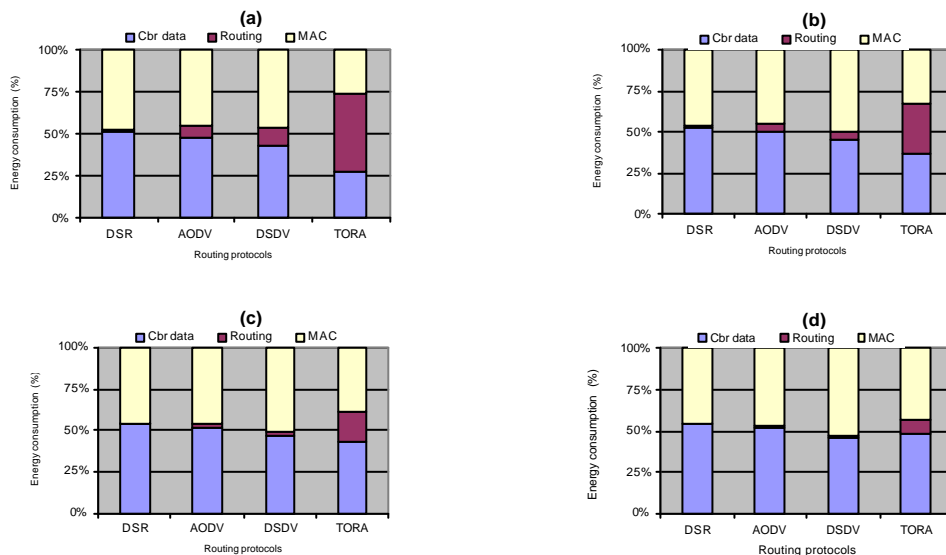 (a)
Cbr data Routing MAC
Energy consumption (%)
100%
75%
50%
25%
0%
DSR AODV DSDV TORA
Routing protocols
(b)
Cbr data Routing MAC
Energy consumption (%)
100%
75%
50%
25%
0%
DSR AODV DSDV TORA
Routing protocols
(c)
Cbr data Routing MAC
Energy consumption (%)
100%
75%
50%
25%
0%
DSR AODV DSDV TORA
Routing protocols
(d)
Cbr data Routing MAC
Energy consumption (%)
100%
75%
50%
25%
0%
DSR AODV DSDV TORA
Routing protocols